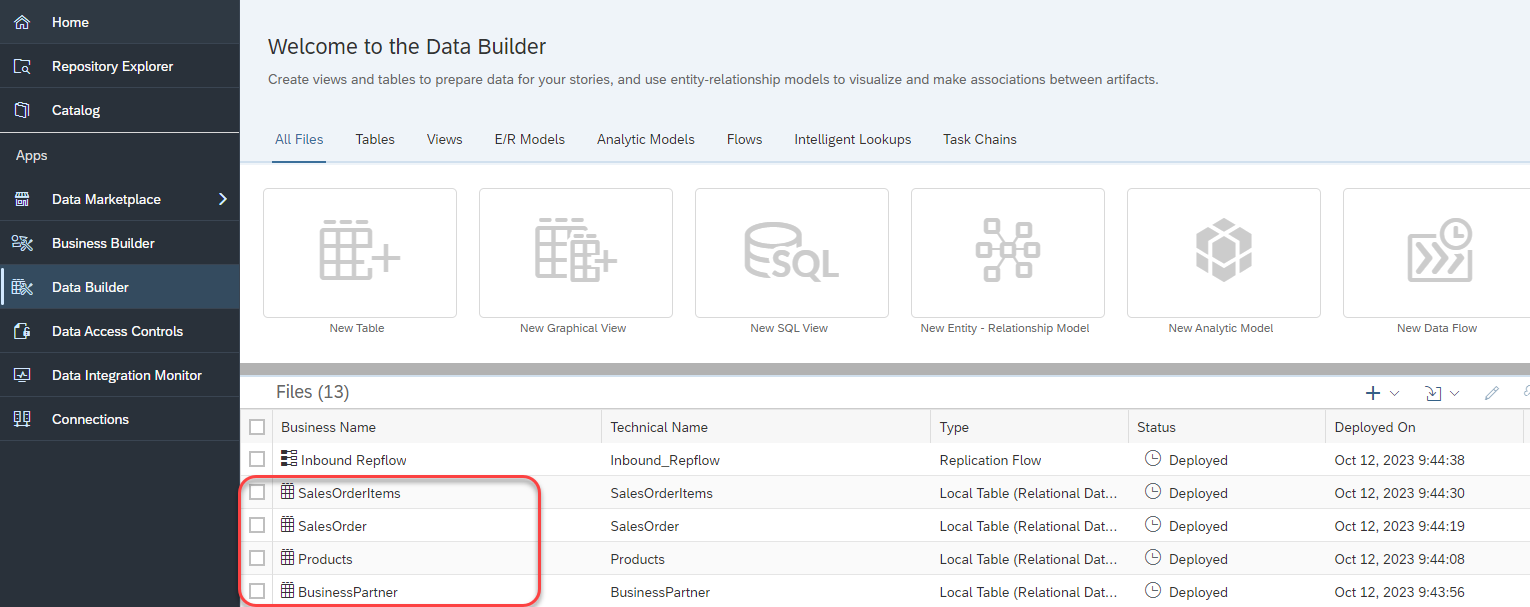 Home
Repository Explorer
Catalog
Apps
Data Marketplace
Business Builder
Data Builder
Data Access Controls
Data Integration Monitor
Connections
Welcome to the Data Builder
Create views and tables to prepare data for your stories, and use entity-relationship models to visualize and make associations between artifacts.
All Files Tables Views E/R Models Analytic Models Flows Intelligent Lookups Task Chains
SQL
New Table New Graphical View New SQL View New Entity - Relationship Model New Analytic Model New Data Flow
Files (13)
Business Name Technical Name Type Status Deployed On
Inbound Repflow Inbound_Repflow Replication Flow Deployed Oct 12, 2023 9:44:38
SalesOrderItems SalesOrderItems Local Table (Relational Dat... Deployed Oct 12, 2023 9:44:30
SalesOrder SalesOrder Local Table (Relational Dat... Deployed Oct 12, 2023 9:44:19
Products Products Local Table (Relational Dat... Deployed Oct 12, 2023 9:44:08
BusinessPartner BusinessPartner Local Table (Relational Dat... Deployed Oct 12, 2023 9:43:56